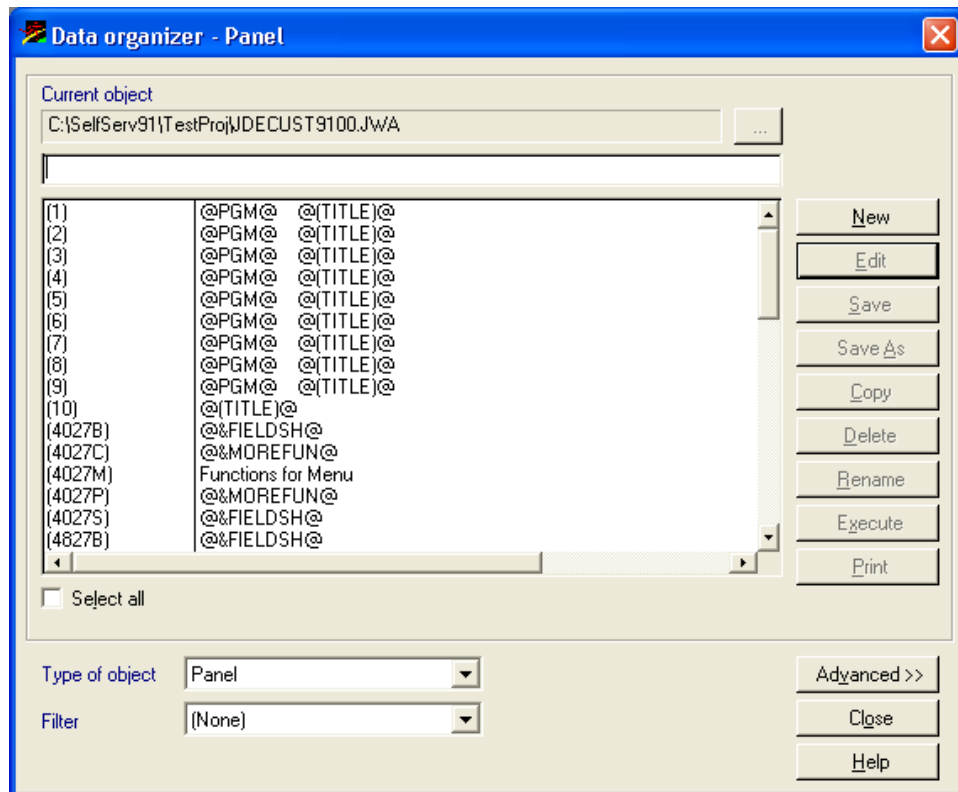 Data organizer - Panel
Current object
C:\SelfServ91\TestProj\JDECUST9100.JWA
...
(1) @PGM@ @(TITLE)@
(2) @PGM@ @(TITLE)@
(3) @PGM@ @(TITLE)@
(4) @PGM@ @(TITLE)@
(5) @PGM@ @(TITLE)@
(6) @PGM@ @(TITLE)@
(7) @PGM@ @(TITLE)@
(8) @PGM@ @(TITLE)@
(9) @PGM@ @(TITLE)@
(10) @(TITLE)@
(4027B) @&FIELDSH@
(4027C) @&MOREFUN@
(4027M) Functions for Menu
(4027P) @&MOREFUN@
(4027S) @&FIELDSH@
(4827B) @&FIELDSH@
New
Edit
Save
Save As
Copy
Delete
Rename
Execute
Print
Select all
Type of object Panel
Filter (None)
Advanced >>
Close
Help